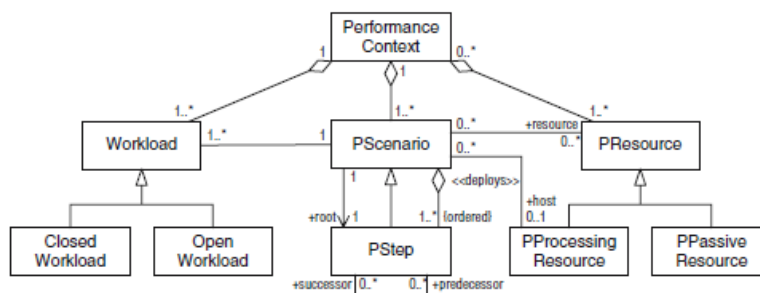 Performance
Context
1
1
0..*
1..*
1..*
1..*
Workload
1..*
1
PScenario
0..*
+resource
0..*
PResource
0..*
<<deploys>>
1
+root
1
1..*
{ordered}
+host
0..1
Closed
Workload
Open
Workload
PStep
PProcessing
Resource
PPassive
Resource
+successor
0..*
0..*
+predecessor